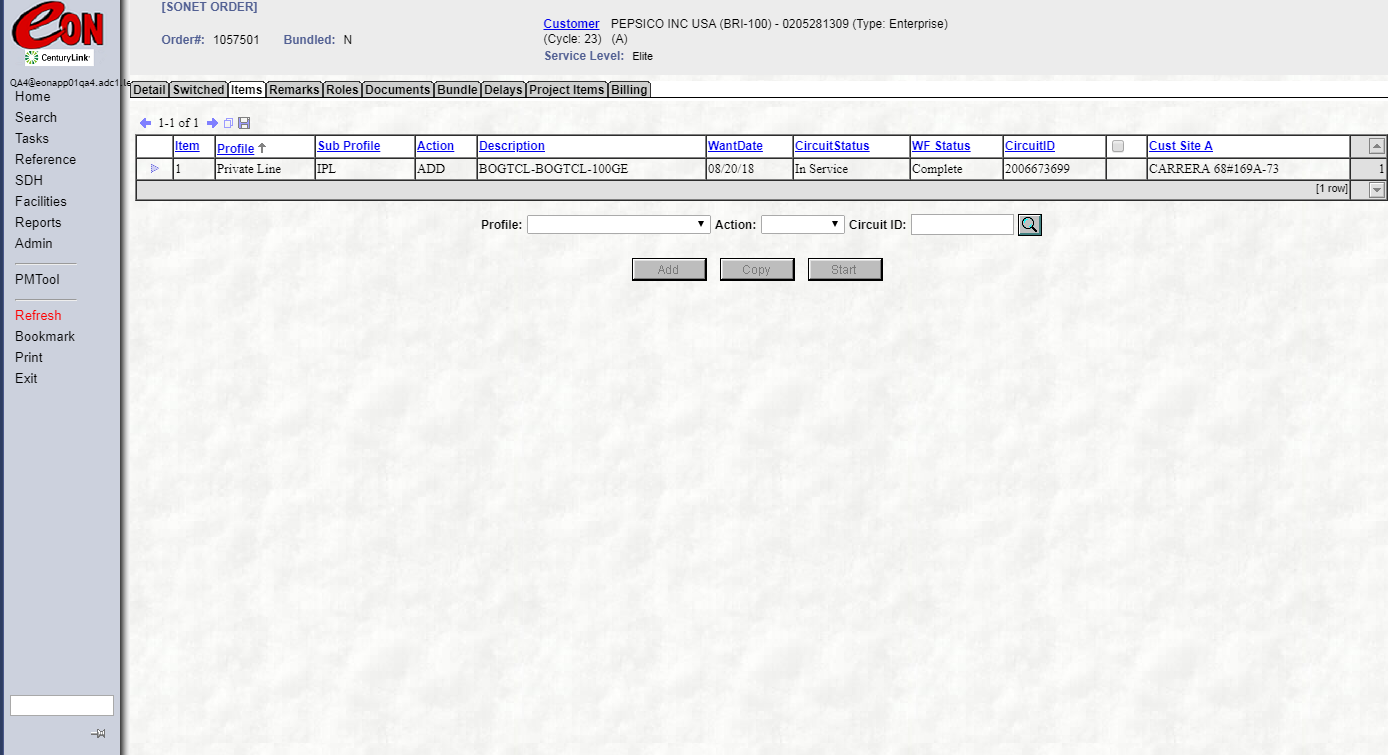 eon
CenturyLink
QA4@eonapp01qa4.adc1.le
Home
Search
Tasks
Reference
SDH
Facilities
Reports
Admin
PMTool
Refresh
Bookmark
Print
Exit
[SONET ORDER]
Order#: 1057501 Bundled: N
Customer PEPSICO INC USA (BRI-100) - 0205281309 (Type: Enterprise)
(Cycle: 23) (A)
Service Level: Elite
Detail Switched Items Remarks Roles Documents Bundle Delays Project Items Billing
1-1 of 1
Item Profile Sub Profile Action Description WantDate CircuitStatus WF Status CircuitID Cust Site A
1 Private Line IPL ADD BOGTCL-BOGTCL-100GE 08/20/18 In Service Complete 2006673699 CARRERA 68#169A-73 1
[1 row]
Profile: Action: Circuit ID:
Add Copy Start